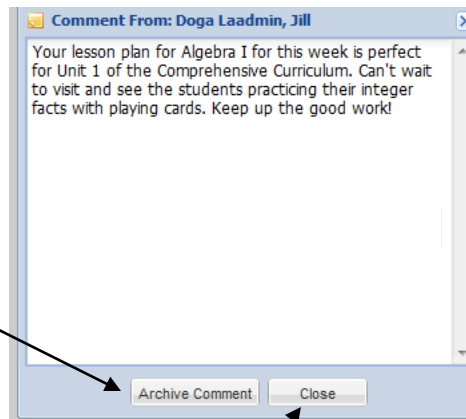 Comment From: Doga Laadmin, Jill
Your lesson plan for Algebra I for this week is perfect
for Unit 1 of the Comprehensive Curriculum. Can't wait
to visit and see the students practicing their integer
facts with playing cards. Keep up the good work!
Archive Comment Close